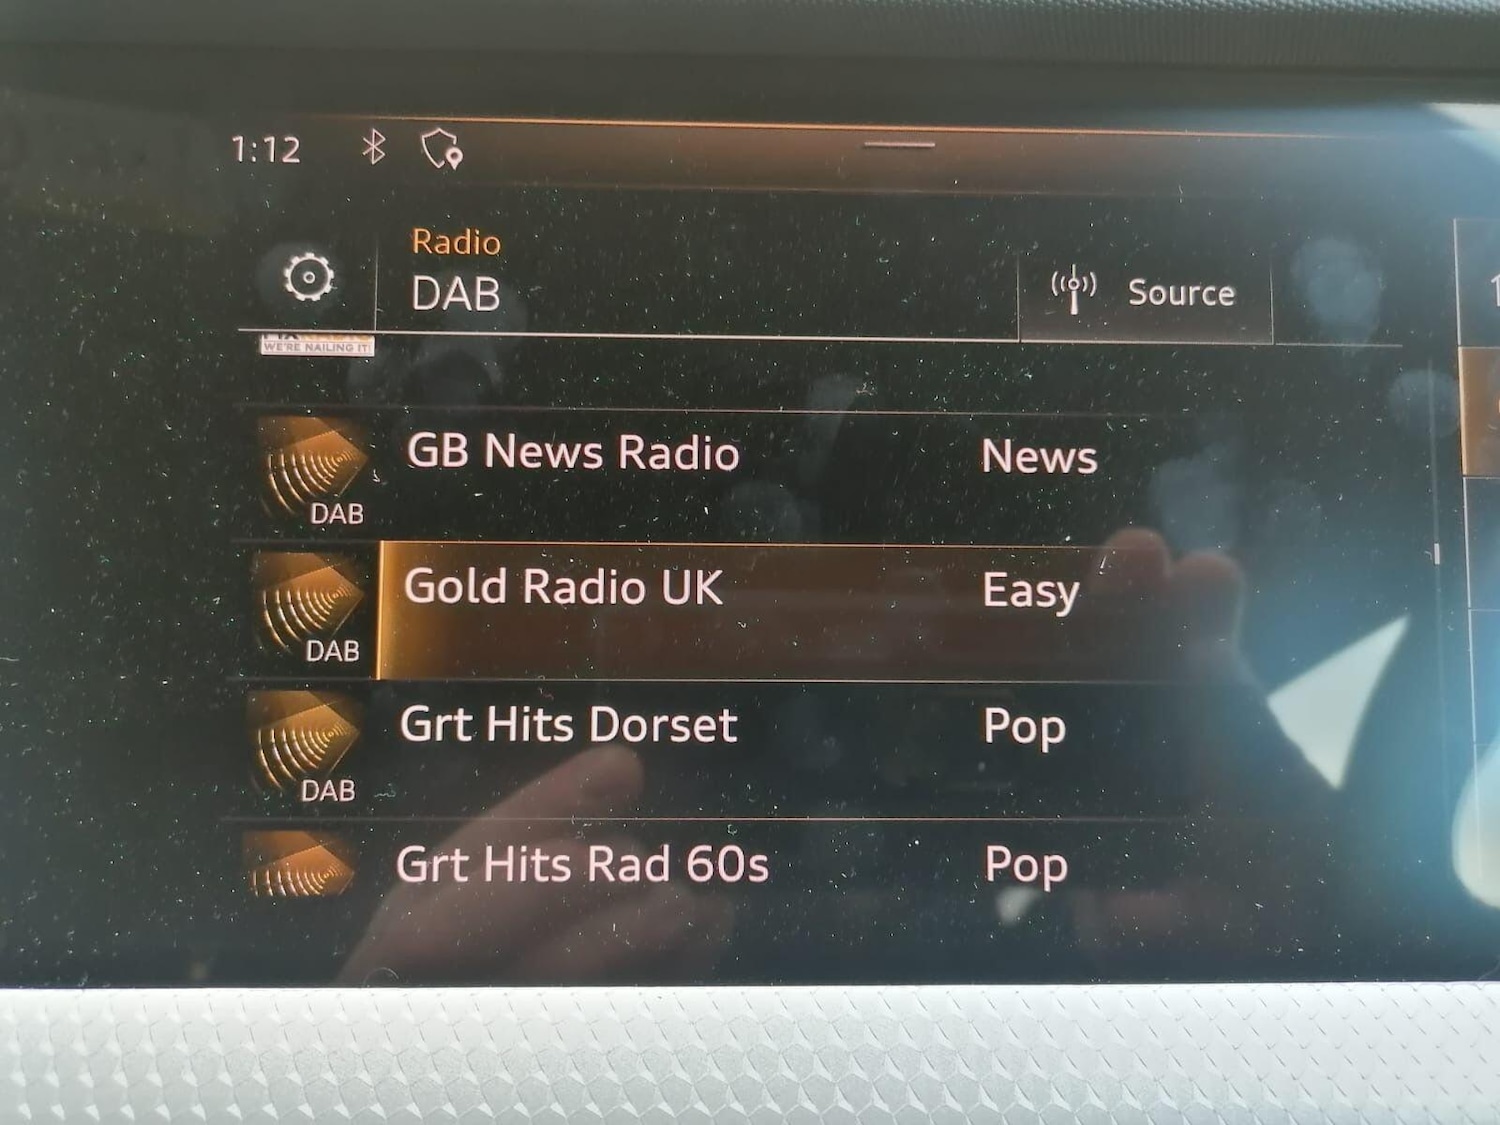 1:12
Radio
DAB
Source
WE'RE NAILING IT!
GB News Radio
News
DAB
Gold Radio UK
Easy
DAB
Grt Hits Dorset
Pop
DAB
Grt Hits Rad 60s
Pop